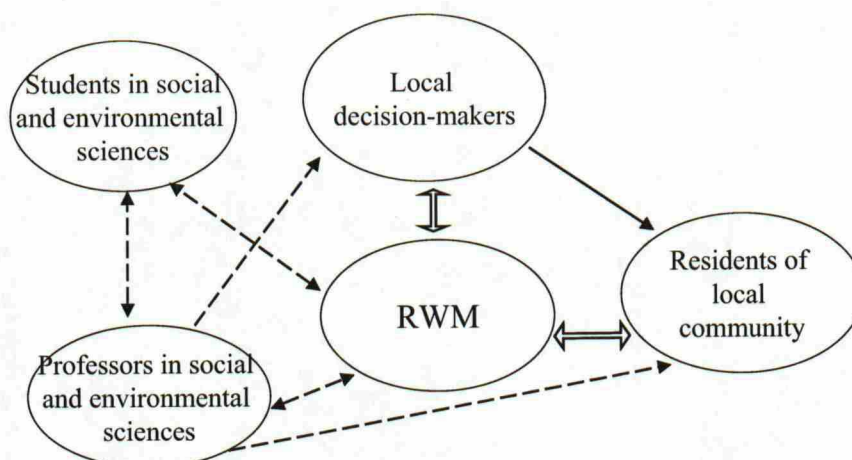 Students in social
and environmental
sciences
Local
decision-makers
RWM
Residents of
local
community
Professors in social
and environmental
sciences